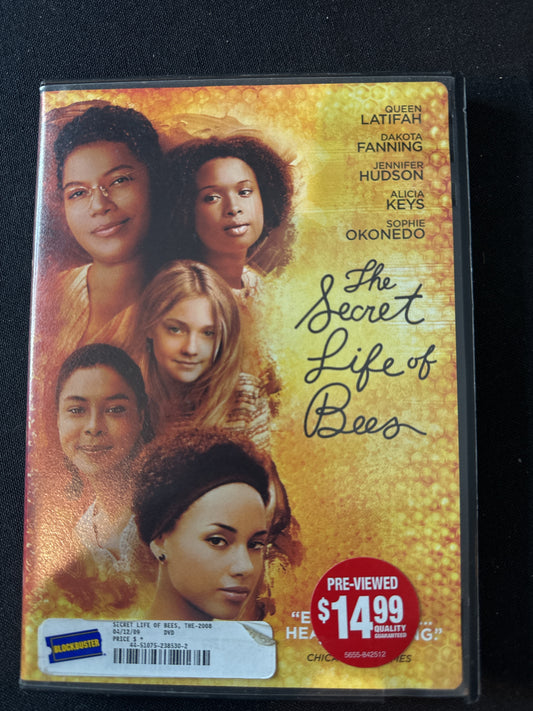 QUEEN
LATIFAH
DAKOTA
FANNING
JENNIFER
HUDSON
ALICIA
KEYS
SOPHIE
OKONEDO
The
Secret
Life of
Bees
PRE-VIEWED
$14.99
QUALITY
GUARANTEED
5655-842512
SECRET LIFE OF BEES, THE-2008
04/12/09 DVD
PRICE $ *
44-51075-238530-2
BLOCKBUSTER